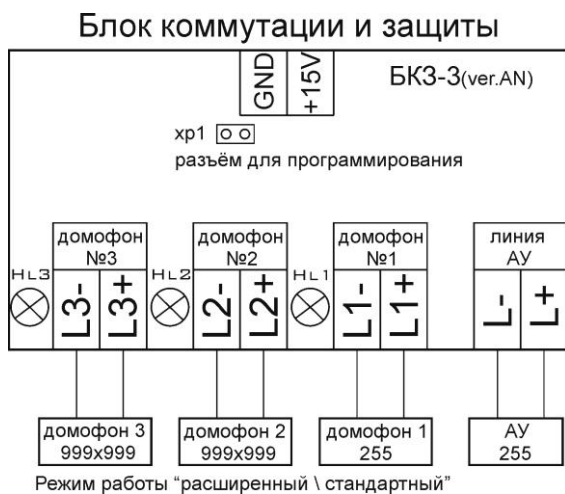 Блок коммутации и защиты
GND
+15V
БКЗ-3(ver.AN)
xp1
разъём для программирования
домофон №3
домофон №2
домофон №1
линия АУ
HL3
L3-
L3+
HL2
L2-
L2+
HL1
L1-
L1+
L-
L+
домофон 3
999x999
домофон 2
999x999
домофон 1
255
АУ
255
Режим работы “расширенный \ стандартный”